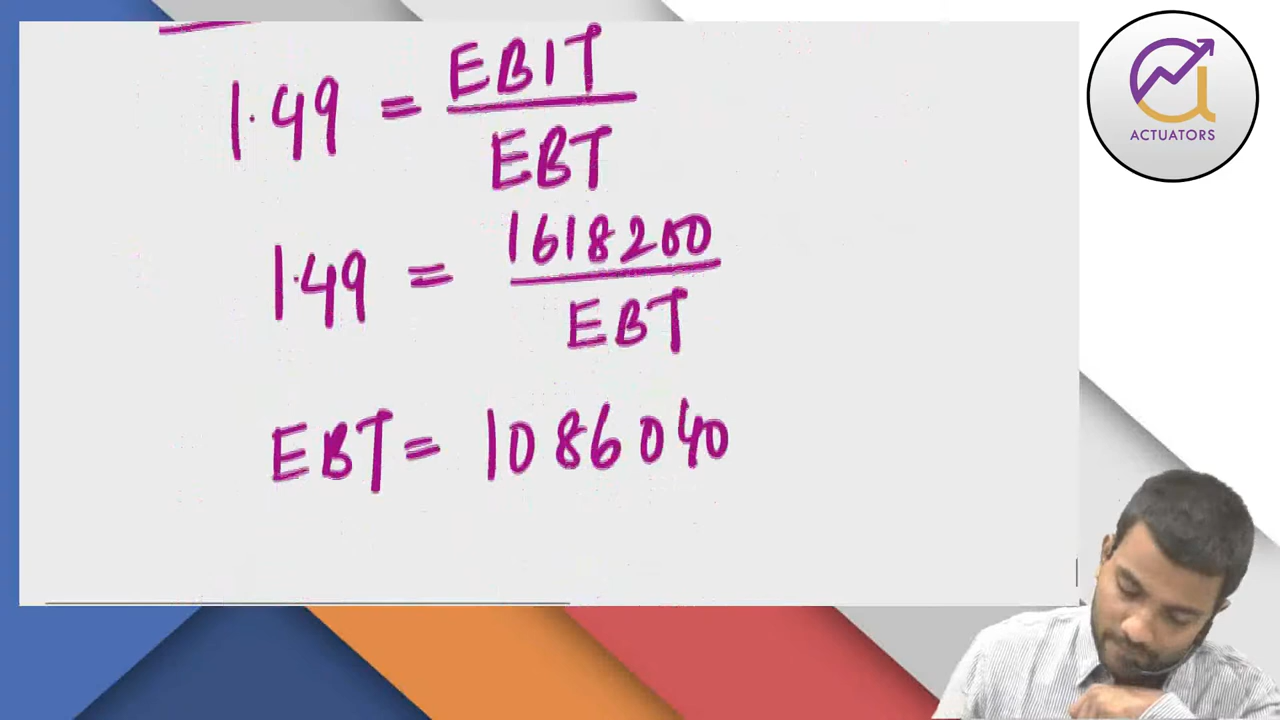 1.49 = EBIT
EBT
1.49 = 1618200
EBT
EBT = 1086040
ACTUATORS